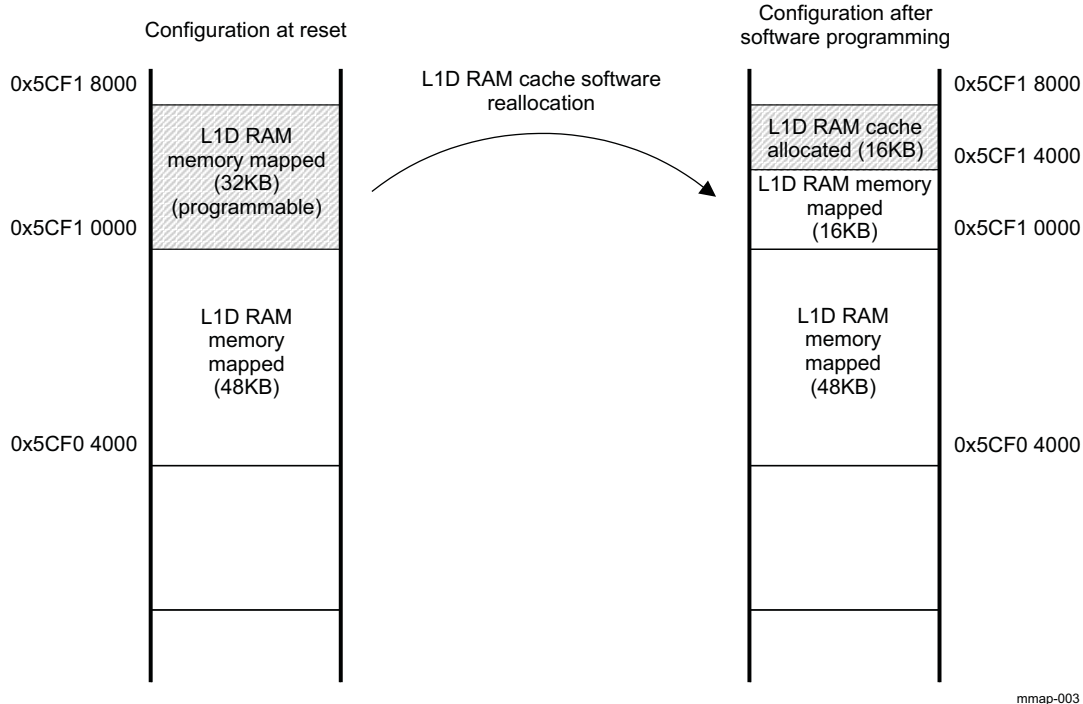 Configuration at reset
Configuration after
software programming
0x5CF1 8000
L1D RAM
memory mapped
(32KB)
(programmable)
0x5CF1 0000
L1D RAM
memory
mapped
(48KB)
0x5CF0 4000
L1D RAM cache software
reallocation
0x5CF1 8000
L1D RAM cache
allocated (16KB)
0x5CF1 4000
L1D RAM memory
mapped
(16KB)
0x5CF1 0000
L1D RAM
memory
mapped
(48KB)
0x5CF0 4000
mmap-003